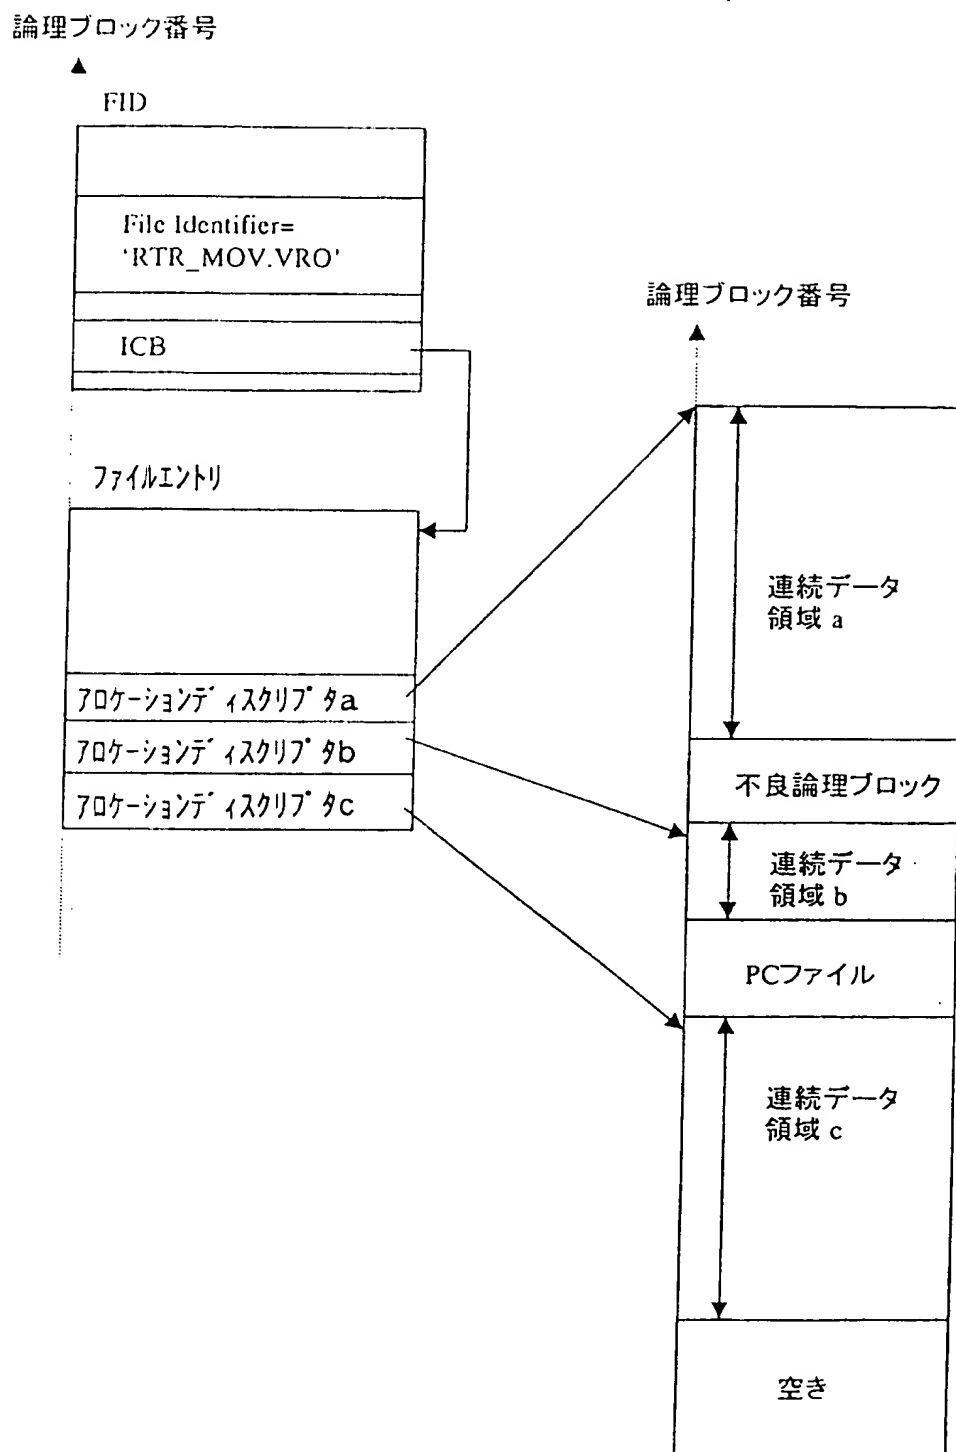 論理ブロック番号
FID
File Identifier=
‘RTR_MOV.VRO’
ICB
ファイルエントリ
アロケーションディスクリプタa
アロケーションディスクリプタb
アロケーションディスクリプタc
論理ブロック番号
連続データ
領域 a
不良論理ブロック
連続データ
領域 b
PCファイル
連続データ
領域 c
空き